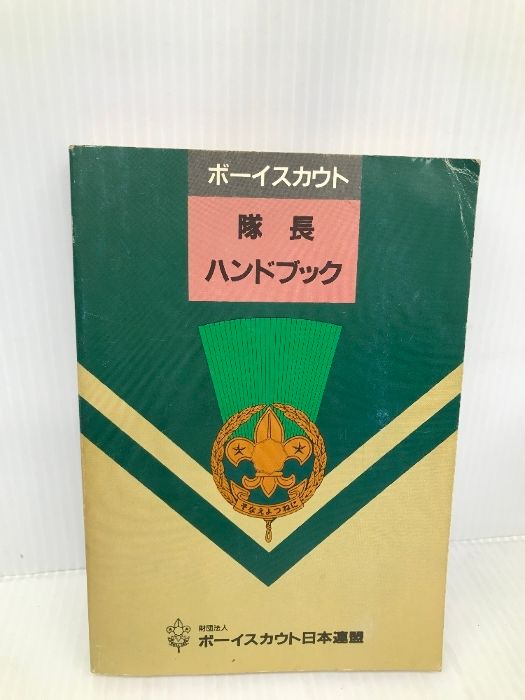 ボーイスカウト
隊長
ハンドブック
そなえよつねに
財団法人
ボーイスカウト日本連盟